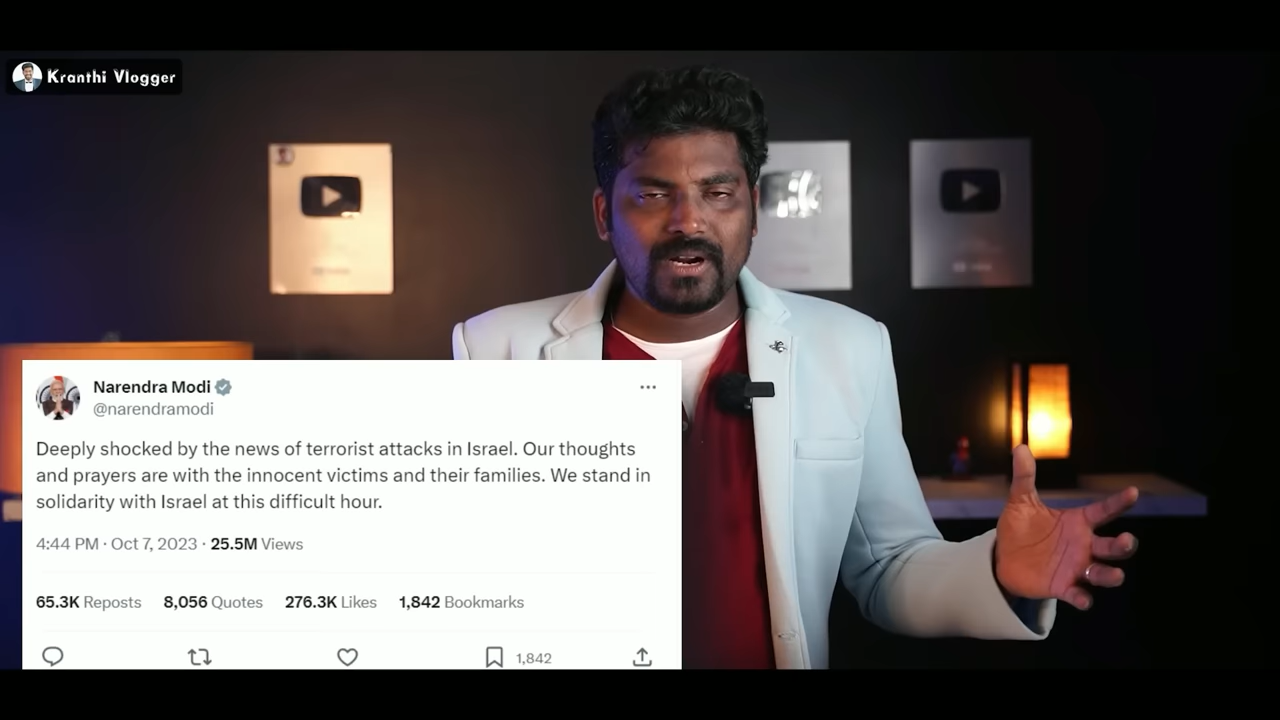 Kranthi Vlogger
Narendra Modi
@narendramodi
Deeply shocked by the news of terrorist attacks in Israel. Our thoughts
and prayers are with the innocent victims and their families. We stand in
solidarity with Israel at this difficult hour.
4:44 PM · Oct 7, 2023 · 25.5M Views
65.3K Reposts 8,056 Quotes 276.3K Likes 1,842 Bookmarks
1,842